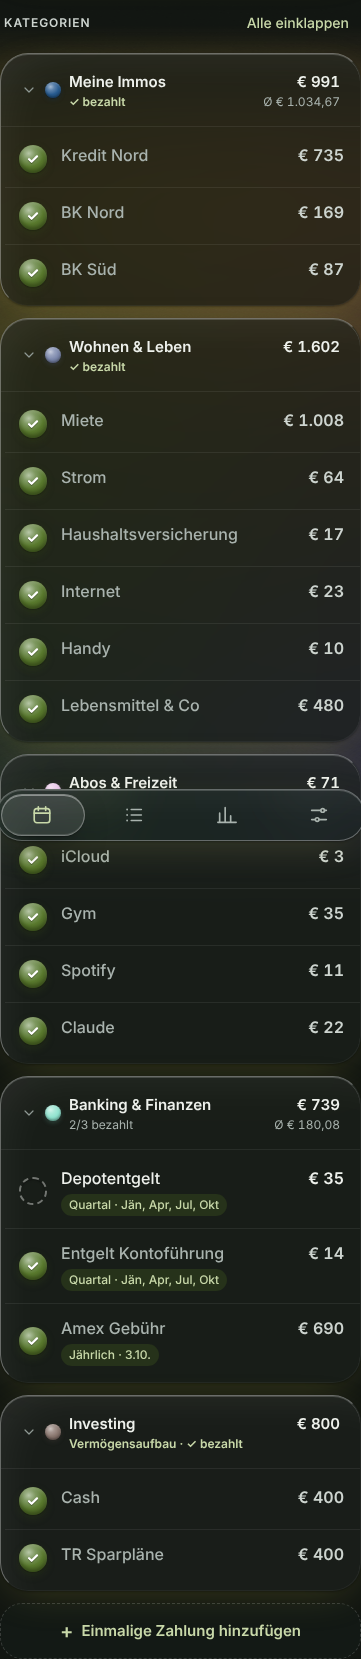 KATEGORIEN
Alle einklappen
Meine Immos € 991
✓ bezahlt Ø € 1.034,67
Kredit Nord € 735
BK Nord € 169
BK Süd € 87
Wohnen & Leben € 1.602
✓ bezahlt
Miete € 1.008
Strom € 64
Haushaltsversicherung € 17
Internet € 23
Handy € 10
Lebensmittel & Co € 480
Abos & Freizeit € 71
iCloud € 3
Gym € 35
Spotify € 11
Claude € 22
Banking & Finanzen € 739
2/3 bezahlt Ø € 180,08
Depotentgelt € 35
Quartal · Jän, Apr, Jul, Okt
Entgelt Kontoführung € 14
Quartal · Jän, Apr, Jul, Okt
Amex Gebühr € 690
Jährlich · 3.10.
Investing € 800
Vermögensaufbau · ✓ bezahlt
Cash € 400
TR Sparpläne € 400
+ Einmalige Zahlung hinzufügen